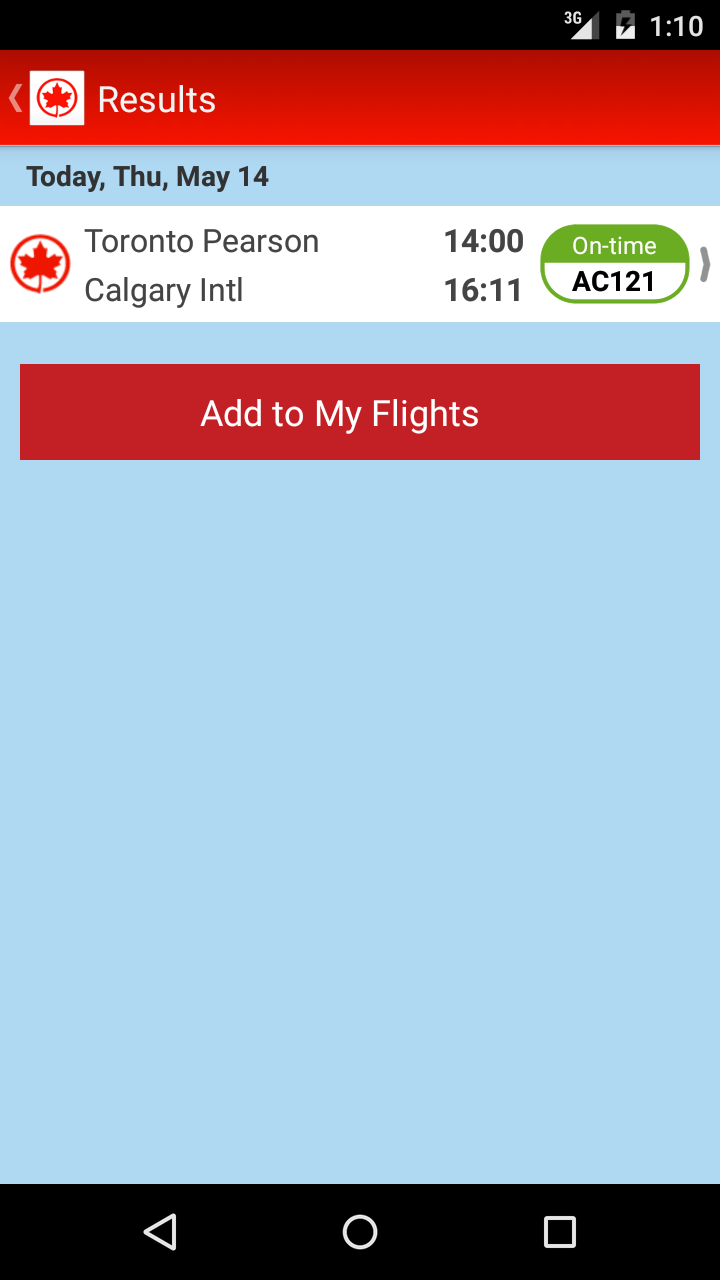 3G 1:10
Results
Today, Thu, May 14
Toronto Pearson 14:00 On-time
Calgary Intl 16:11 AC121
Add to My Flights